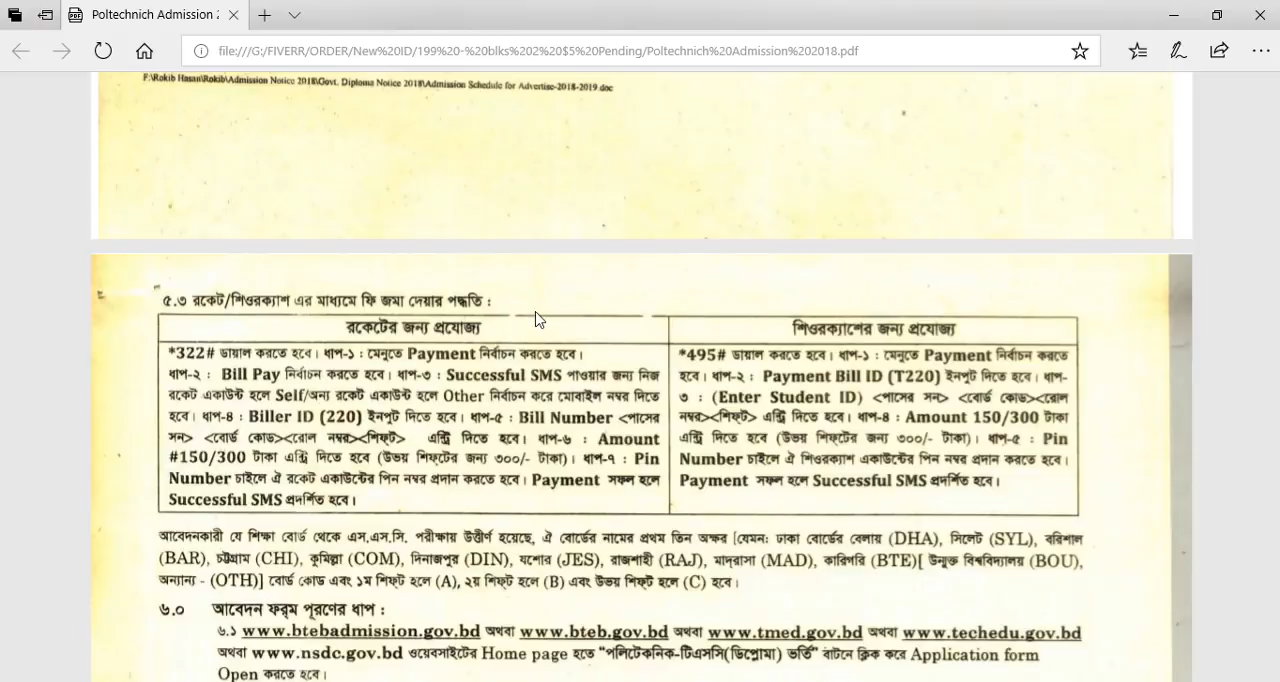 Poltechnich Admission 2
file:///G:/FIVERR/ORDER/New%20ID/199%20-%20blks%202%20$5%20Pending/Poltechnich%20Admission%202018.pdf
F:\Rokib Hasan\Rokib\Admission Notice 2018\Govt. Diploma Notice 2018\Admission Schedule for Advertise-2018-2019.doc
৫.৩ রকেট/শিওরক্যাশ এর মাধ্যমে ফি জমা দেয়ার পদ্ধতি :
রকেটের জন্য প্রযোজ্য
*322# ডায়াল করতে হবে। ধাপ-১ : মেনুতে Payment নির্বাচন করতে হবে।
ধাপ-২ : Bill Pay নির্বাচন করতে হবে। ধাপ-৩ : Successful SMS পাওয়ার জন্য নিজ
রকেট একাউন্ট হলে Self/অন্য রকেট একাউন্ট হলে Other নির্বাচন করে মোবাইল নম্বর দিতে
হবে। ধাপ-৪ : Biller ID (220) ইনপুট দিতে হবে। ধাপ-৫ : Bill Number <পাসের
সন> <বোর্ড কোড><রোল নম্বর><শিফ্ট> এন্ট্রি দিতে হবে। ধাপ-৬ : Amount
#150/300 টাকা এন্ট্রি দিতে হবে (উভয় শিফ্টের জন্য ৩০০/- টাকা)। ধাপ-৭ : Pin
Number চাইলে ঐ রকেট একাউন্টের পিন নম্বর প্রদান করতে হবে। Payment সফল হলে
Successful SMS প্রদর্শিত হবে।
শিওরক্যাশের জন্য প্রযোজ্য
*495# ডায়াল করতে হবে। ধাপ-১ : মেনুতে Payment নির্বাচন করতে
হবে। ধাপ-২ : Payment Bill ID (T220) ইনপুট দিতে হবে। ধাপ-
৩ : (Enter Student ID) <পাসের সন> <বোর্ড কোড><রোল
নম্বর><শিফ্ট> এন্ট্রি দিতে হবে। ধাপ-৪ : Amount 150/300 টাকা
এন্ট্রি দিতে হবে (উভয় শিফ্টের জন্য ৩০০/- টাকা)। ধাপ-৫ : Pin
Number চাইলে ঐ শিওরক্যাশ একাউন্টের পিন নম্বর প্রদান করতে হবে।
Payment সফল হলে Successful SMS প্রদর্শিত হবে।
আবেদনকারী যে শিক্ষা বোর্ড থেকে এস.এস.সি. পরীক্ষায় উত্তীর্ণ হয়েছে, ঐ বোর্ডের নামের প্রথম তিন অক্ষর [যেমন: ঢাকা বোর্ডের বেলায় (DHA), সিলেট (SYL), বরিশাল
(BAR), চট্টগ্রাম (CHI), কুমিল্লা (COM), দিনাজপুর (DIN), যশোর (JES), রাজশাহী (RAJ), মাদ্রাসা (MAD), কারিগরি (BTE)[ উন্মুক্ত বিশ্ববিদ্যালয় (BOU),
অন্যান্য - (OTH)] বোর্ড কোড এবং ১ম শিফ্ট হলে (A), ২য় শিফ্ট হলে (B) এবং উভয় শিফ্ট হলে (C) হবে।
৬.০ আবেদন ফরম পূরণের ধাপ :
৬.১ www.btebadmission.gov.bd অথবা www.bteb.gov.bd অথবা www.tmed.gov.bd অথবা www.techedu.gov.bd
অথবা www.nsdc.gov.bd ওয়েবসাইটের Home page হতে "পলিটেকনিক-টিএসসি(ডিপ্লোমা) ভর্তি" বাটনে ক্লিক করে Application form
Open করতে হবে।